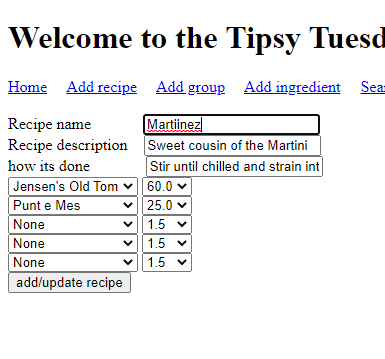 Welcome to the Tipsy Tuesd
Home Add recipe Add group Add ingredient Sea
Recipe name Martiinez
Recipe description Sweet cousin of the Martini
how its done Stir until chilled and strain int
Jensen's Old Tom 60.0
Punt e Mes 25.0
None 1.5
None 1.5
None 1.5
add/update recipe